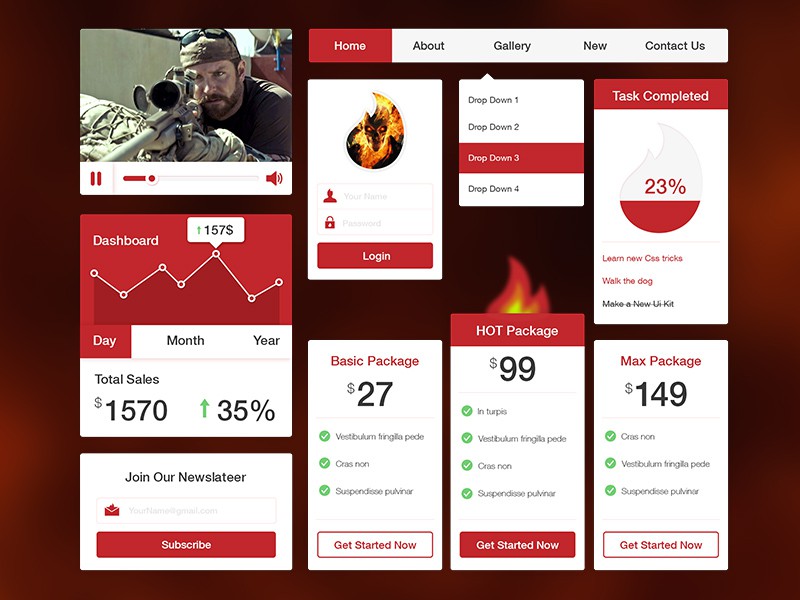 Home About Gallery New Contact Us
Drop Down 1
Drop Down 2
Drop Down 3
Drop Down 4
Your Name
Password
Login
Task Completed
23%
Learn new Css tricks
Walk the dog
Make a New Ui Kit
Dashboard
157$
Day Month Year
Total Sales
$1570 35%
Join Our Newslateer
YourName@gmail.com
Subscribe
Basic Package
$27
Vestibulum fringilla pede
Cras non
Suspendisse pulvinar
Get Started Now
HOT Package
$99
In turpis
Vestibulum fringilla pede
Cras non
Suspendisse pulvinar
Get Started Now
Max Package
$149
Cras non
Vestibulum fringilla pede
Suspendisse pulvinar
Get Started Now